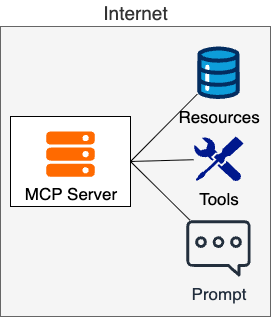 Internet
Resources
MCP Server
Tools
Prompt